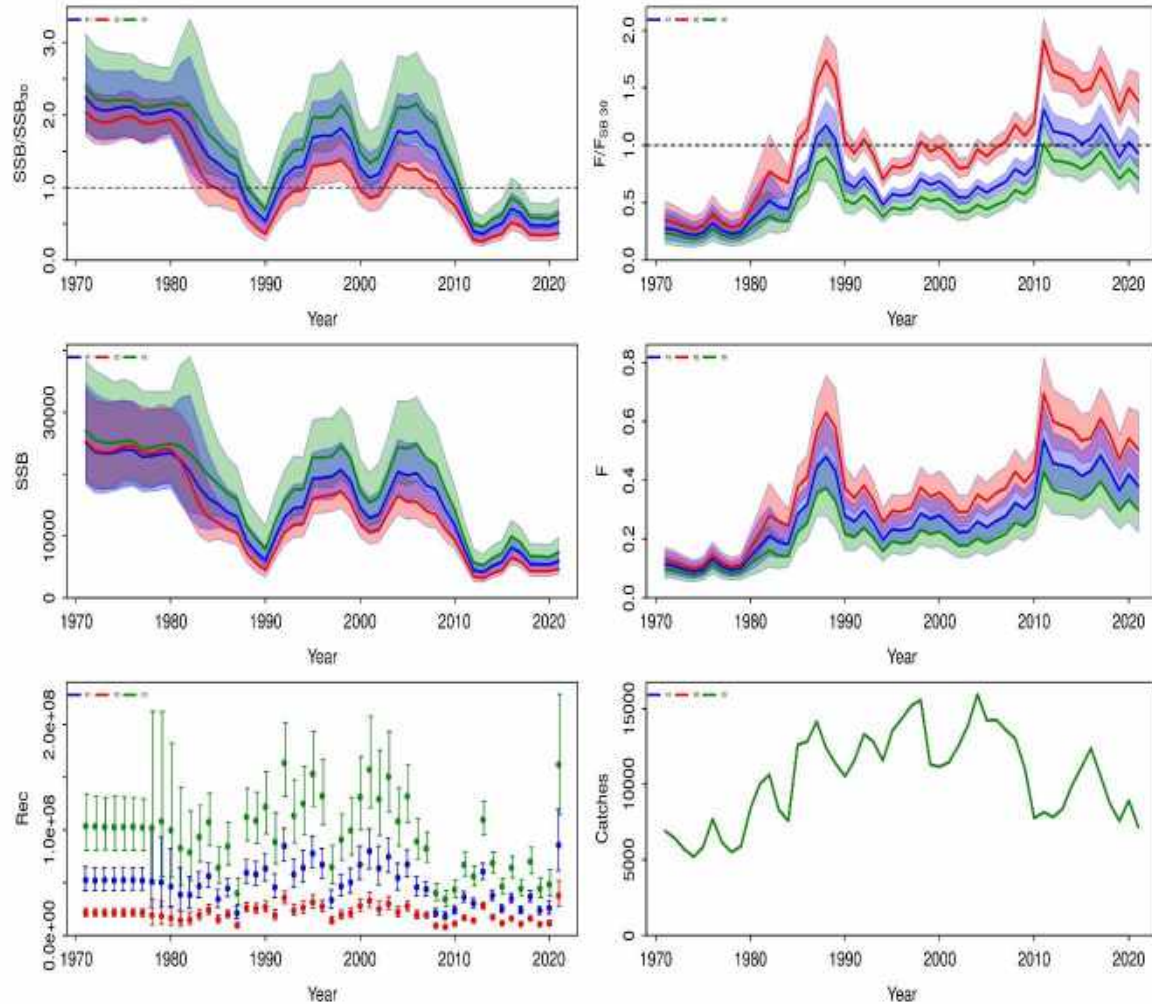 SSB/SSB30
0.0 1.0 2.0 3.0
1970 1980 1990 2000 2010 2020
Year
F/FSB 30
0.0 0.5 1.0 1.5 2.0
1970 1980 1990 2000 2010 2020
Year
SSB
0 10000 30000
1970 1980 1990 2000 2010 2020
Year
F
0.0 0.2 0.4 0.6 0.8
1970 1980 1990 2000 2010 2020
Year
Rec
0.0e+00 1.0e+08 2.0e+08
1970 1980 1990 2000 2010 2020
Year
Catches
0 5000 10000 15000
1970 1980 1990 2000 2010 2020
Year